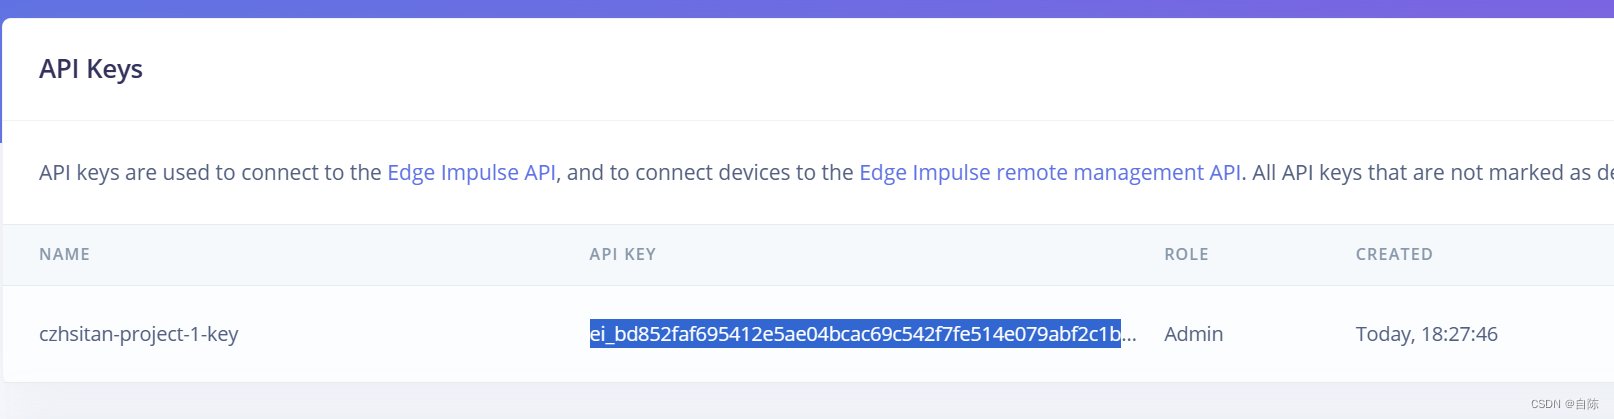 API Keys
API keys are used to connect to the Edge Impulse API, and to connect devices to the Edge Impulse remote management API. All API keys that are not marked as de
NAME API KEY ROLE CREATED
czhsitan-project-1-key ei_bd852faf695412e5ae04bcac69c542f7fe514e079abf2c1b... Admin Today, 18:27:46
CSDN @自陈